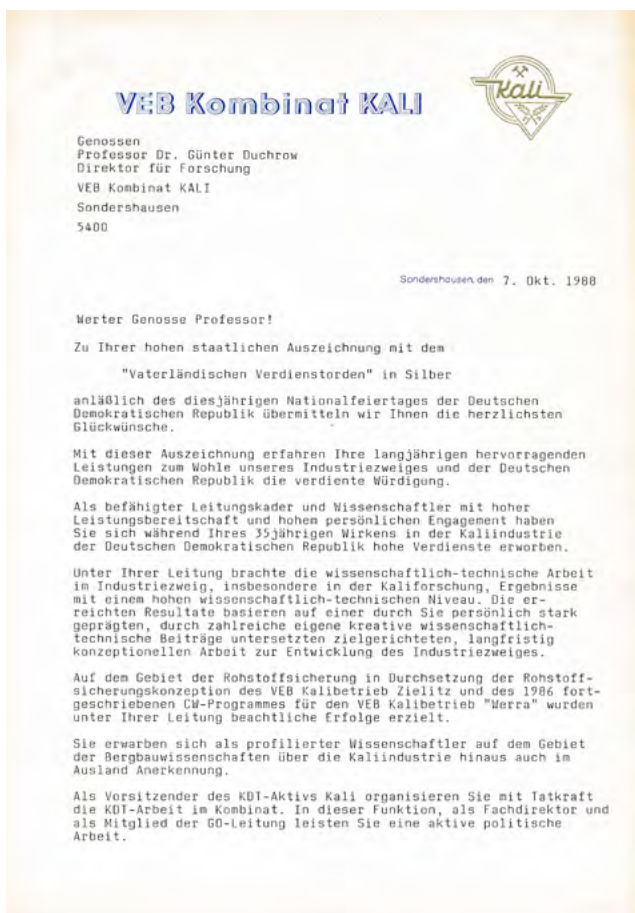 Kali
VEB Kombinat KALI
Genossen
Professor Dr. Günter Duchrow
Direktor für Forschung
VEB Kombinat KALI
Sondershausen
5400
Sondershausen, den 7. Okt. 1988
Werter Genosse Professor!
Zu Ihrer hohen staatlichen Auszeichnung mit dem
"Vaterländischen Verdienstorden" in Silber
anläßlich des diesjährigen Nationalfeiertages der Deutschen
Demokratischen Republik übermitteln wir Ihnen die herzlichsten
Glückwünsche.
Mit dieser Auszeichnung erfahren Ihre langjährigen hervorragenden
Leistungen zum Wohle unseres Industriezweiges und der Deutschen
Demokratischen Republik die verdiente Würdigung.
Als befähigter Leitungskader und Wissenschaftler mit hoher
Leistungsbereitschaft und hohem persönlichen Engagement haben
Sie sich während Ihres 35jährigen Wirkens in der Kaliindustrie
der Deutschen Demokratischen Republik hohe Verdienste erworben.
Unter Ihrer Leitung brachte die wissenschaftlich-technische Arbeit
im Industriezweig, insbesondere in der Kaliforschung, Ergebnisse
mit einem hohen wissenschaftlich-technischen Niveau. Die er-
reichten Resultate basieren auf einer durch Sie persönlich stark
geprägten, durch zahlreiche eigene kreative wissenschaftlich-
technische Beiträge untersetzten zielgerichteten, langfristig
konzeptionellen Arbeit zur Entwicklung des Industriezweiges.
Auf dem Gebiet der Rohstoffsicherung in Durchsetzung der Rohstoff-
sicherungskonzeption des VEB Kalibetrieb Zielitz und des 1986 fort-
geschriebenen CW-Programmes für den VEB Kalibetrieb "Werra" wurden
unter Ihrer Leitung beachtliche Erfolge erzielt.
Sie erwarben sich als profilierter Wissenschaftler auf dem Gebiet
der Bergbauwissenschaften über die Kaliindustrie hinaus auch im
Ausland Anerkennung.
Als Vorsitzender des KDT-Aktivs Kali organisieren Sie mit Tatkraft
die KDT-Arbeit im Kombinat. In dieser Funktion, als Fachdirektor und
als Mitglied der GO-Leitung leisten Sie eine aktive politische
Arbeit.